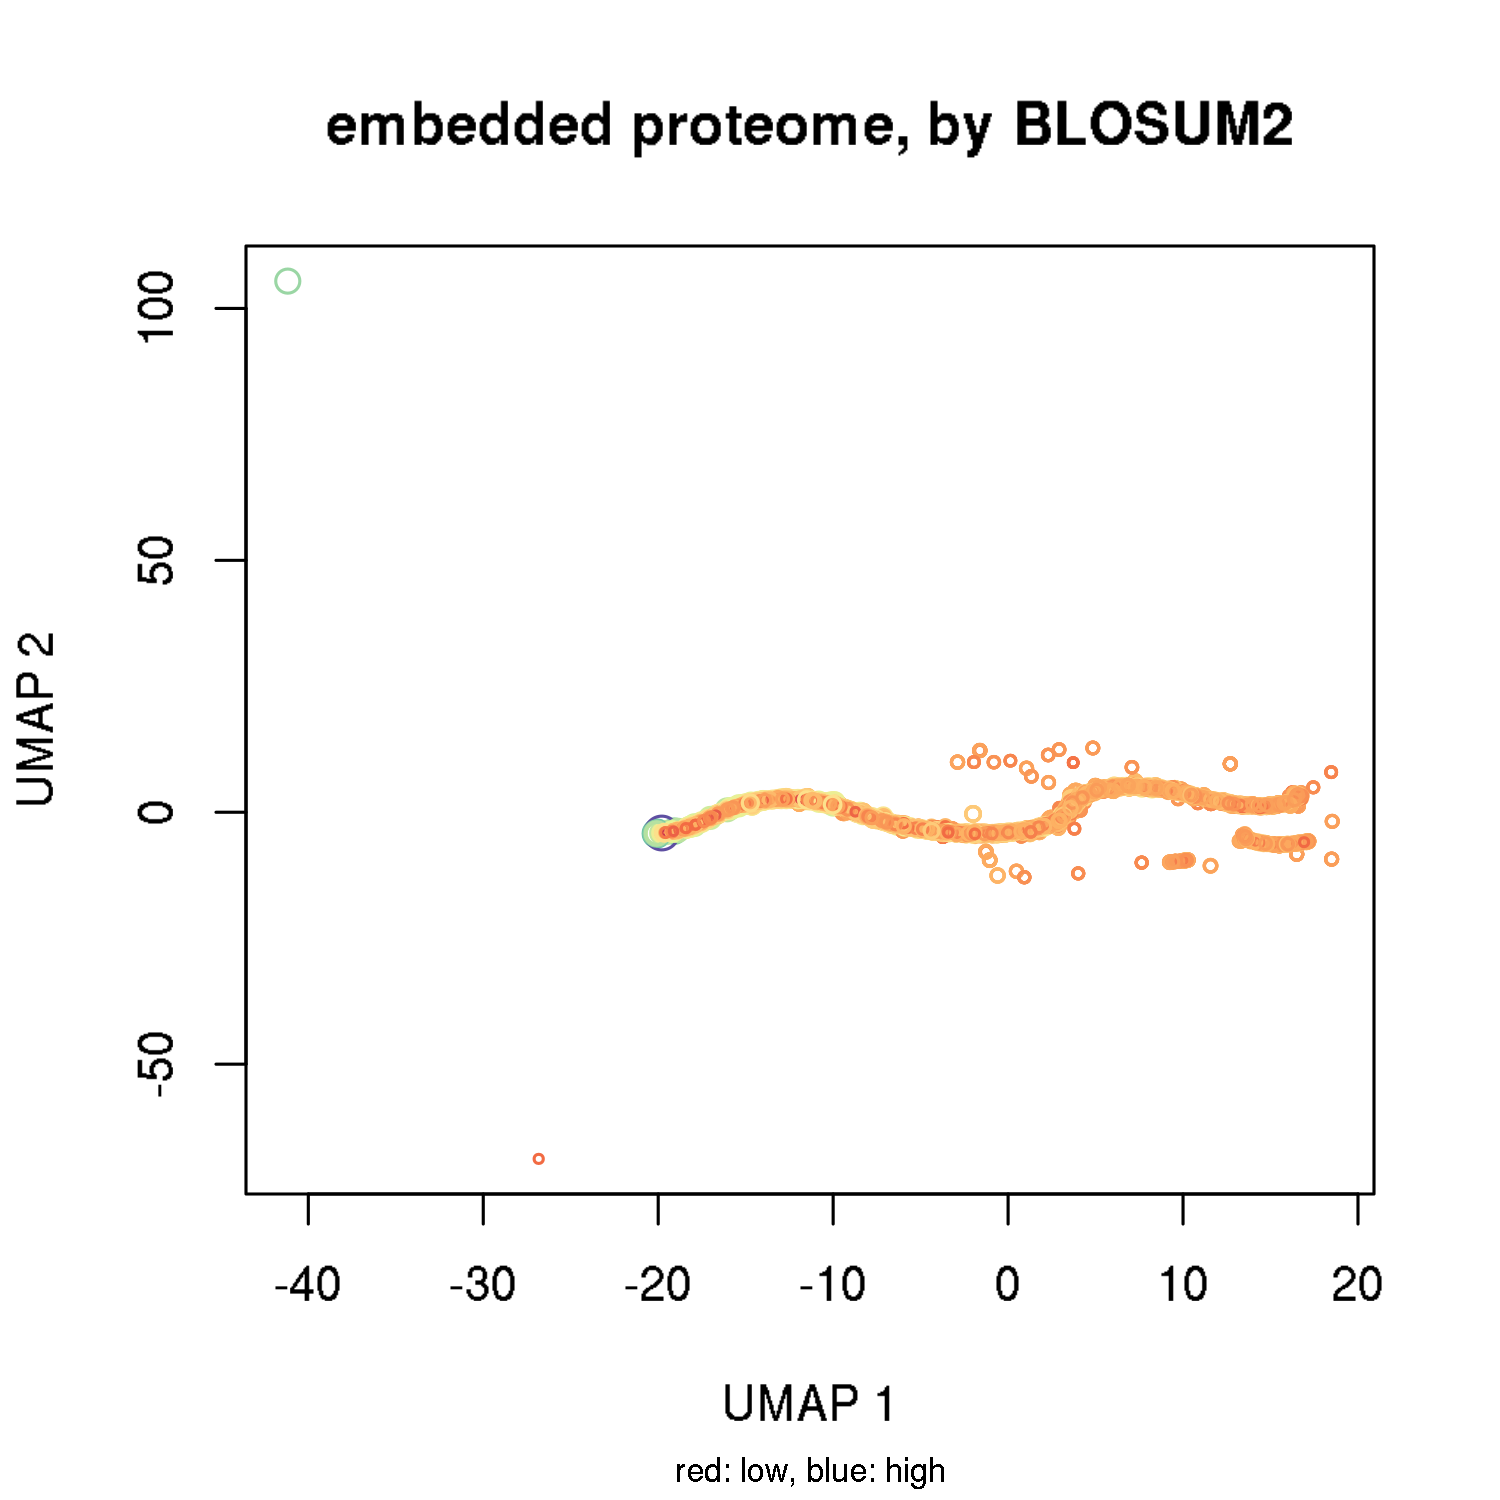 embedded proteome, by BLOSUM2
100
50
0
-50
UMAP 2
-40 -30 -20 -10 0 10 20
UMAP 1
red: low, blue: high